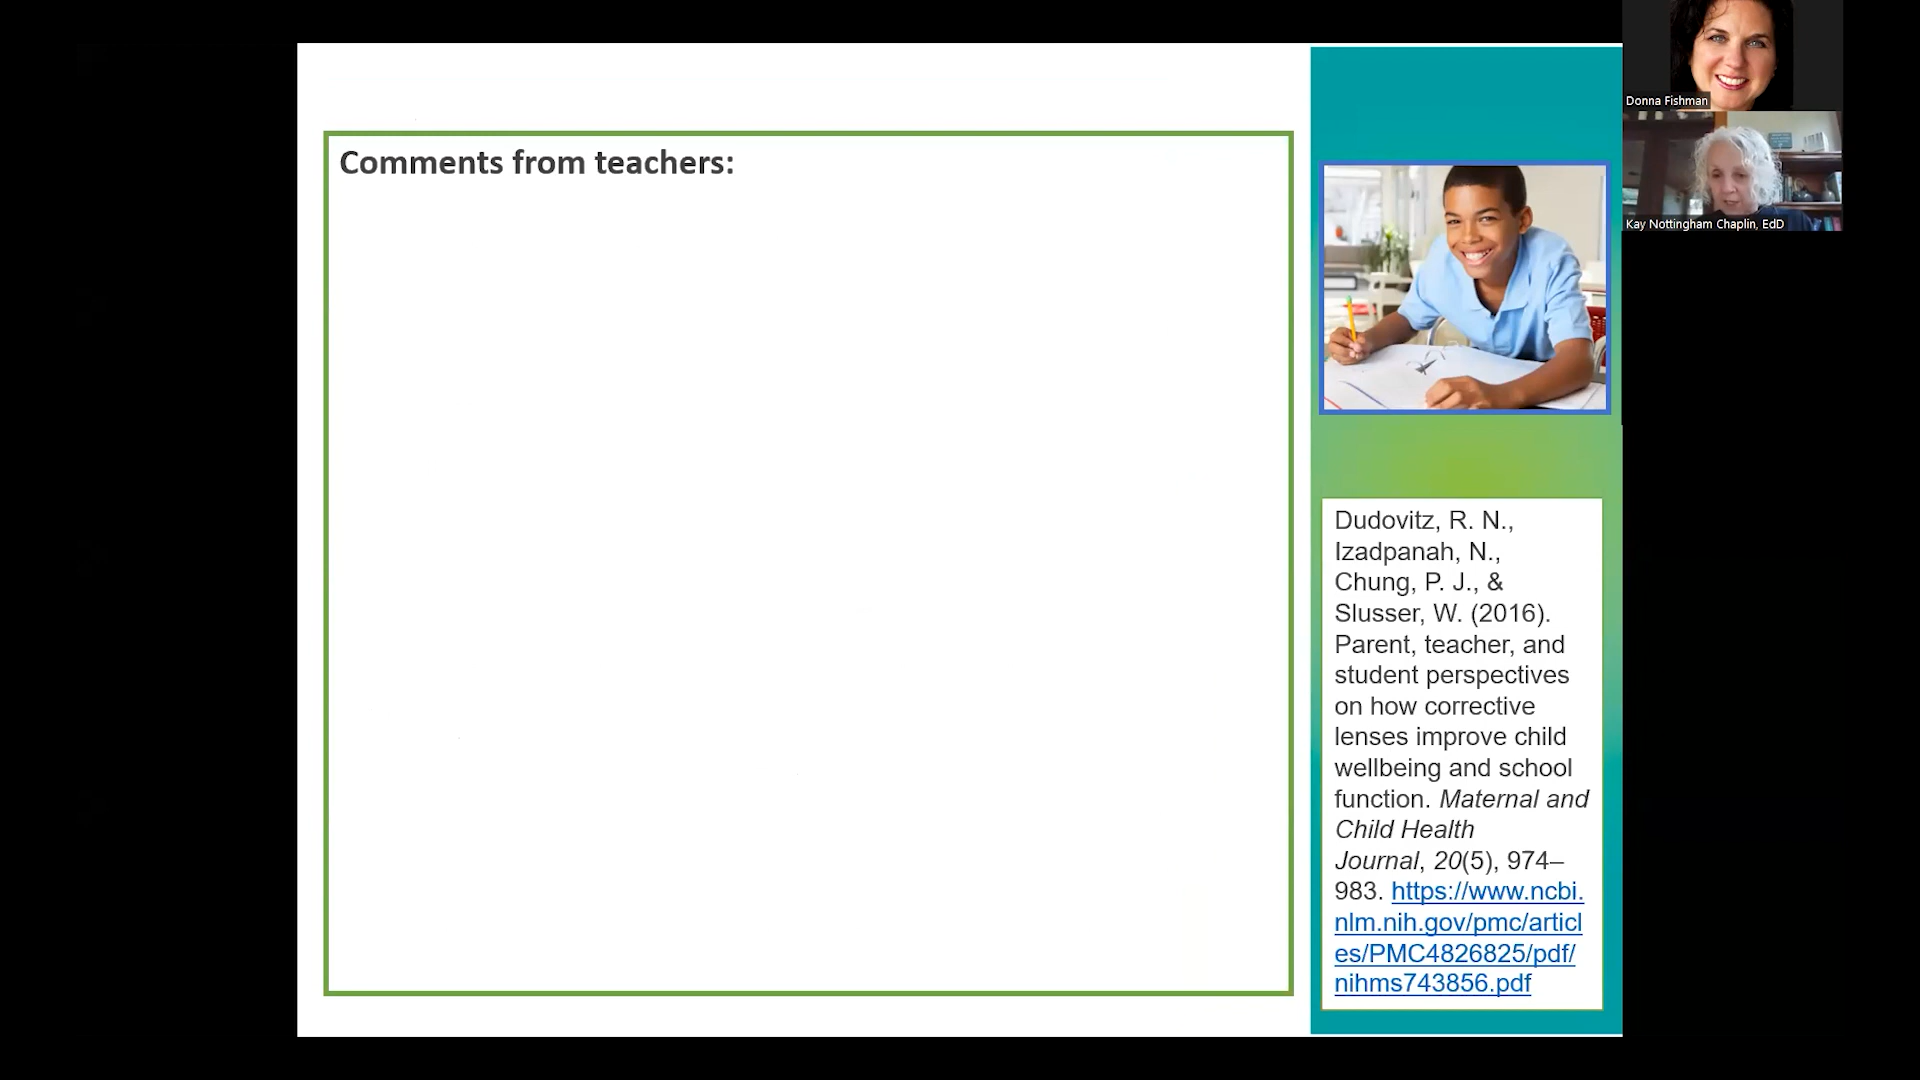 Comments from teachers:
Donna Fishman
Kay Nottingham Chaplin, EdD
Dudovitz, R. N.,
Izadpanah, N.,
Chung, P. J., &
Slusser, W. (2016).
Parent, teacher, and
student perspectives
on how corrective
lenses improve child
wellbeing and school
function. Maternal and
Child Health
Journal, 20(5), 974–
983. https://www.ncbi.
nlm.nih.gov/pmc/articl
es/PMC4826825/pdf/
nihms743856.pdf